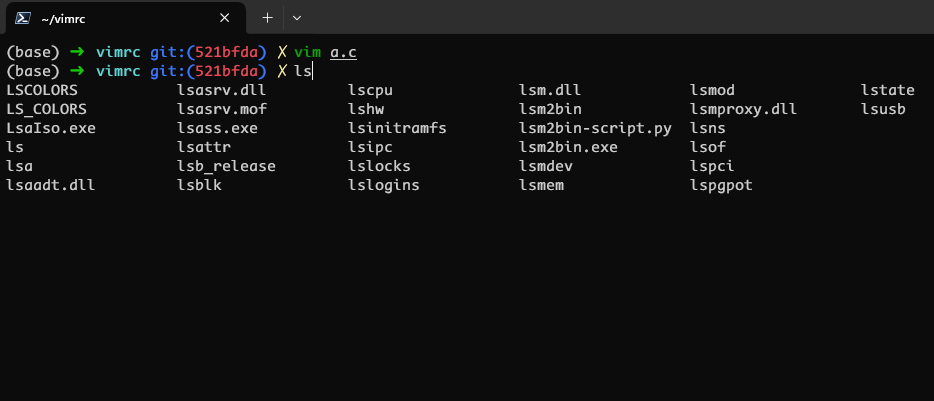 ~/vimrc
(base) ➜ vimrc git:(521bfda) ✗ vim a.c
(base) ➜ vimrc git:(521bfda) ✗ ls
LSCOLORS lsasrv.dll lscpu lsm.dll lsmod lstate
LS_COLORS lsasrv.mof lshw lsm2bin lsmproxy.dll lsusb
LsaIso.exe lsass.exe lsinitramfs lsm2bin-script.py lsns
ls lsattr lsipc lsm2bin.exe lsof
lsa lsb_release lslocks lsmdev lspci
lsaadt.dll lsblk lslogins lsmem lspgpot